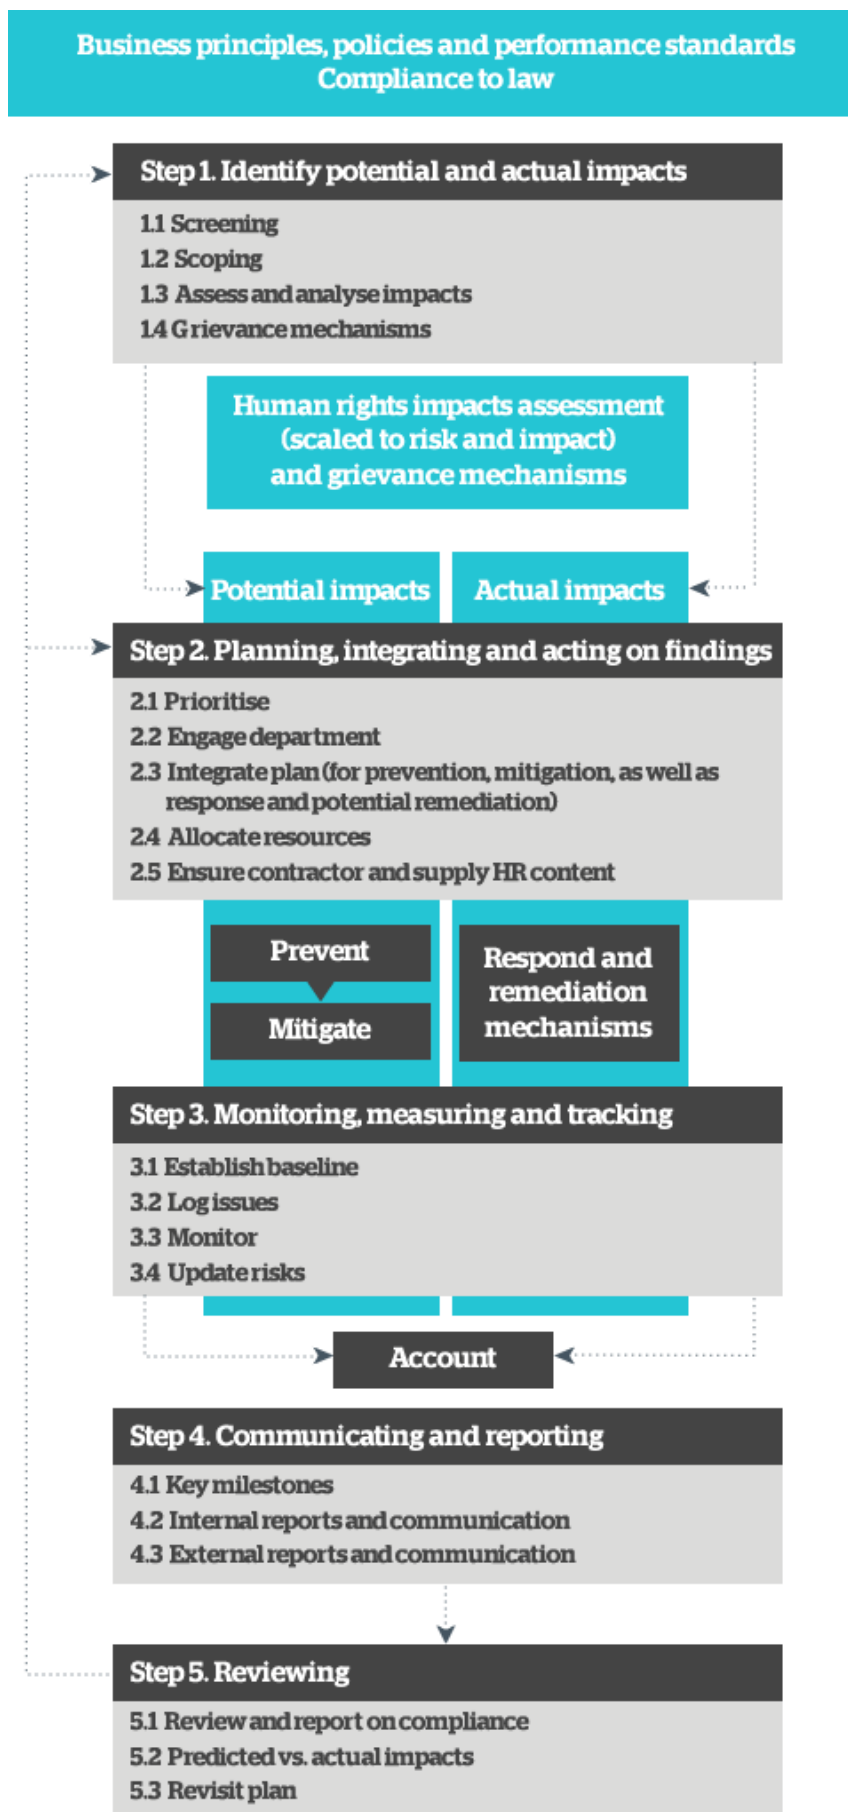 Business principles, policies and performance standards
Compliance to law
Step 1. Identify potential and actual impacts
1.1 Screening
1.2 Scoping
1.3 Assess and analyse impacts
1.4 Grievance mechanisms
Human rights impacts assessment
(scaled to risk and impact)
and grievance mechanisms
Potential impacts
Actual impacts
Step 2. Planning, integrating and acting on findings
2.1 Prioritise
2.2 Engage department
2.3 Integrate plan (for prevention, mitigation, as well as
response and potential remediation)
2.4 Allocate resources
2.5 Ensure contractor and supply HR content
Prevent
Mitigate
Respond and
remediation
mechanisms
Step 3. Monitoring, measuring and tracking
3.1 Establish baseline
3.2 Log issues
3.3 Monitor
3.4 Update risks
Account
Step 4. Communicating and reporting
4.1 Key milestones
4.2 Internal reports and communication
4.3 External reports and communication
Step 5. Reviewing
5.1 Review and report on compliance
5.2 Predicted vs. actual impacts
5.3 Revisit plan